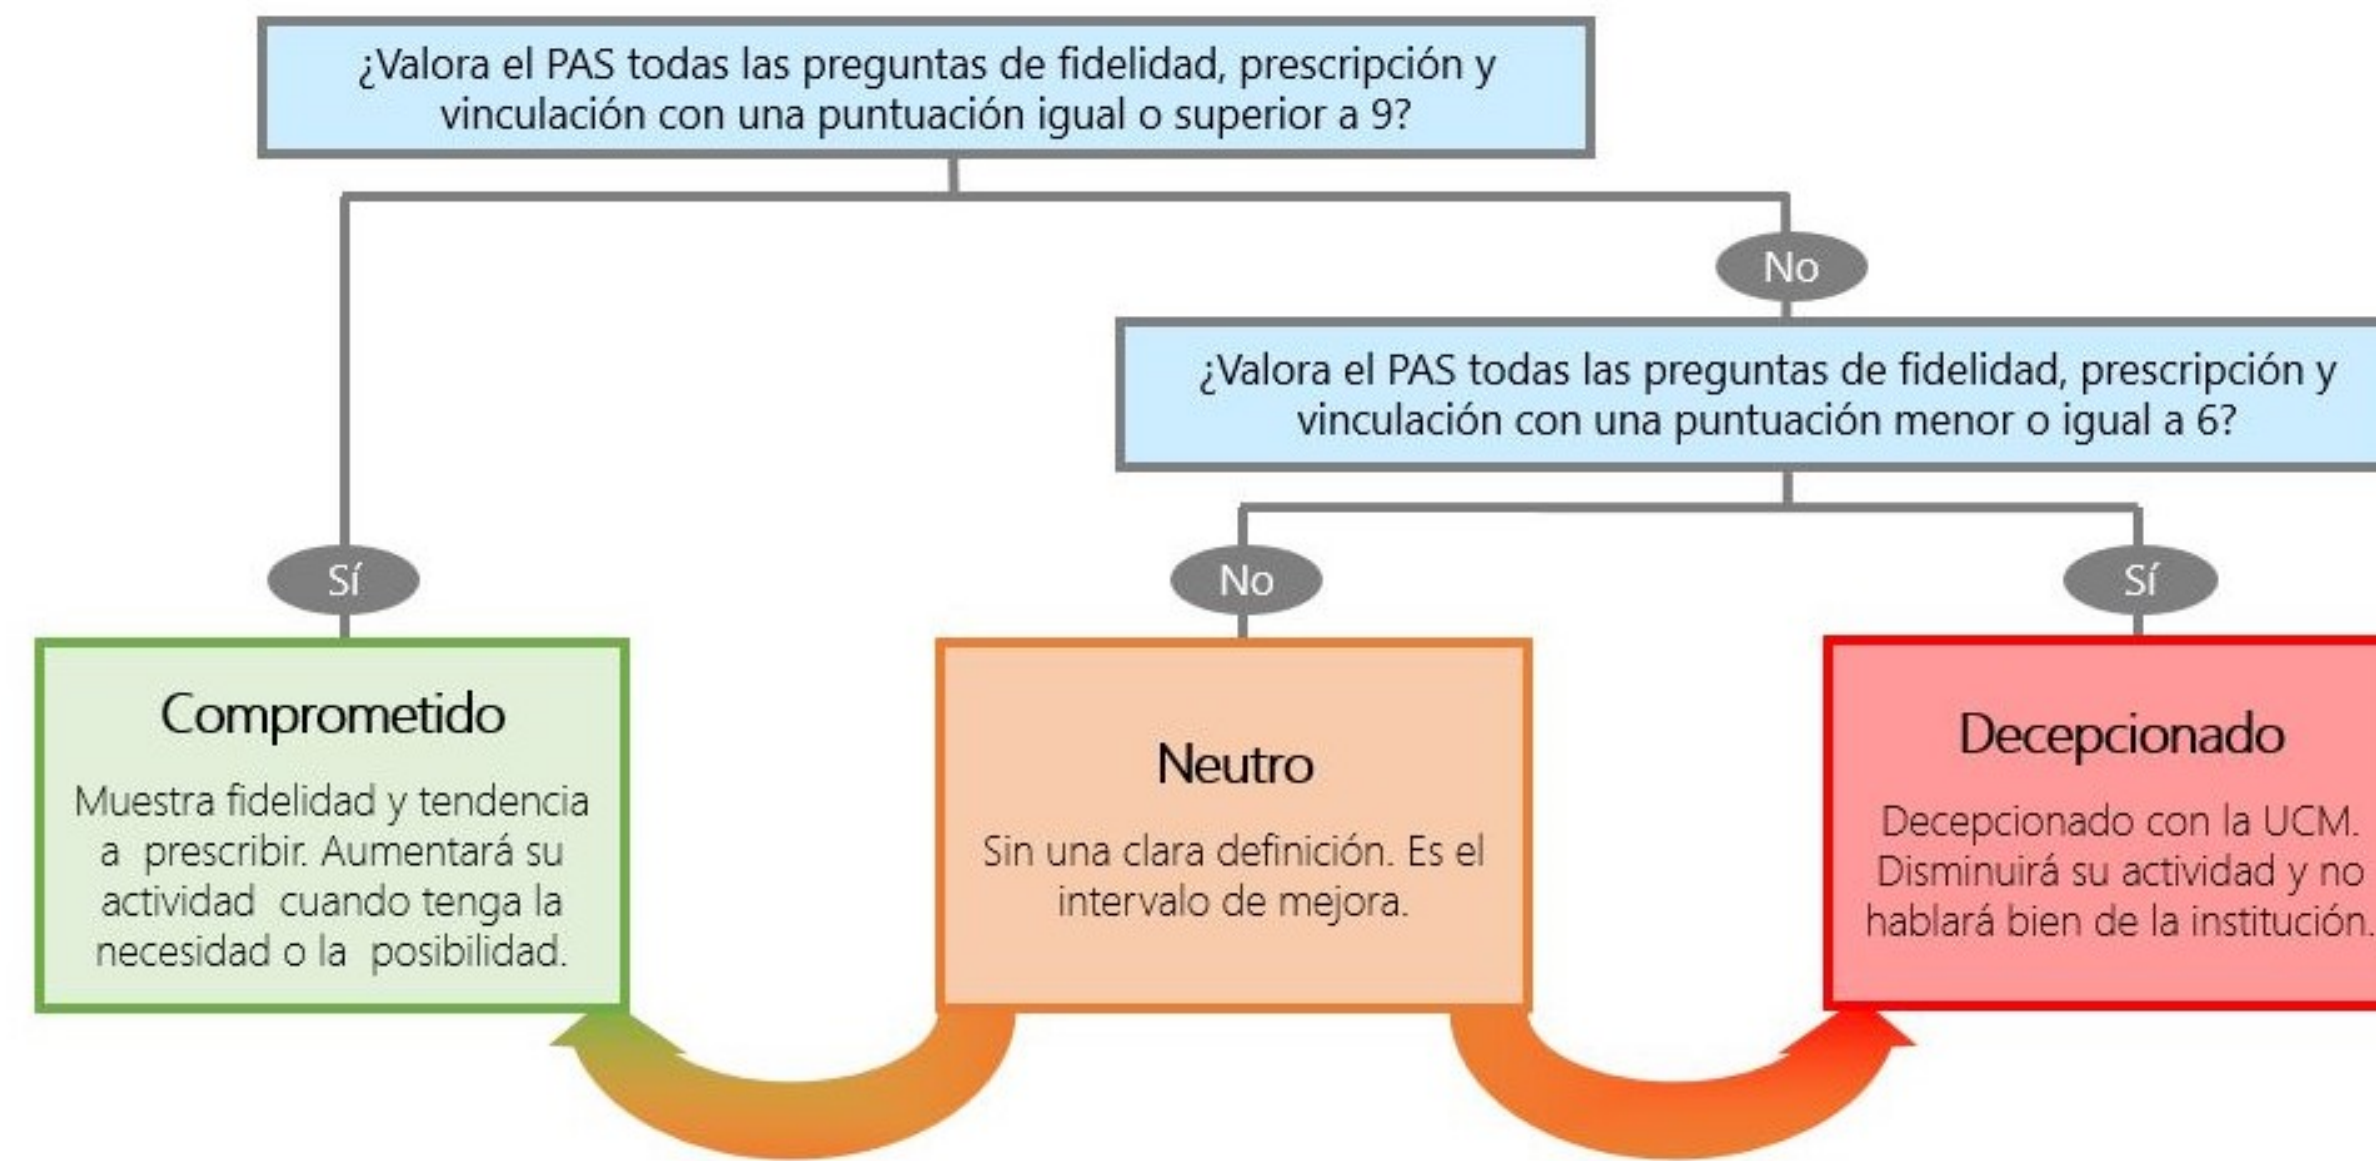 ¿Valora el PAS todas las preguntas de fidelidad, prescripción y
vinculación con una puntuación igual o superior a 9?
No
¿Valora el PAS todas las preguntas de fidelidad, prescripción y
vinculación con una puntuación menor o igual a 6?
Sí
No
Sí
Comprometido
Muestra fidelidad y tendencia
a prescribir. Aumentará su
actividad cuando tenga la
necesidad o la posibilidad.
Neutro
Sin una clara definición. Es el
intervalo de mejora.
Decepcionado
Decepcionado con la UCM.
Disminuirá su actividad y no
hablará bien de la institución.